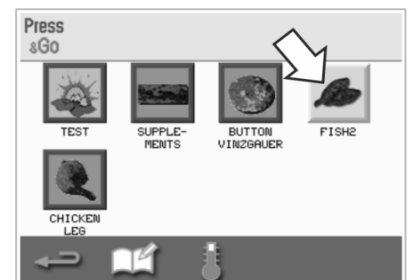 Press
&Go
TEST
SUPPLE-
MENTS
BUTTON
VINZGAUER
FISH2
CHICKEN
LEG